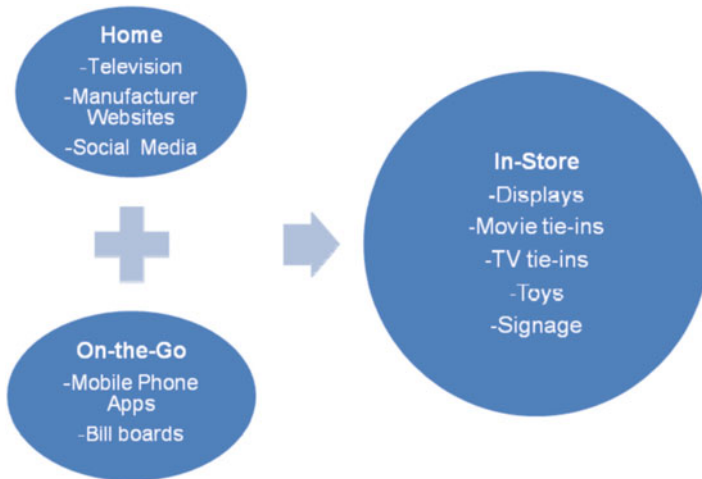 Home
-Television
-Manufacturer
Websites
-Social Media
On-the-Go
-Mobile Phone
Apps
-Bill boards
In-Store
-Displays
-Movie tie-ins
-TV tie-ins
-Toys
-Signage